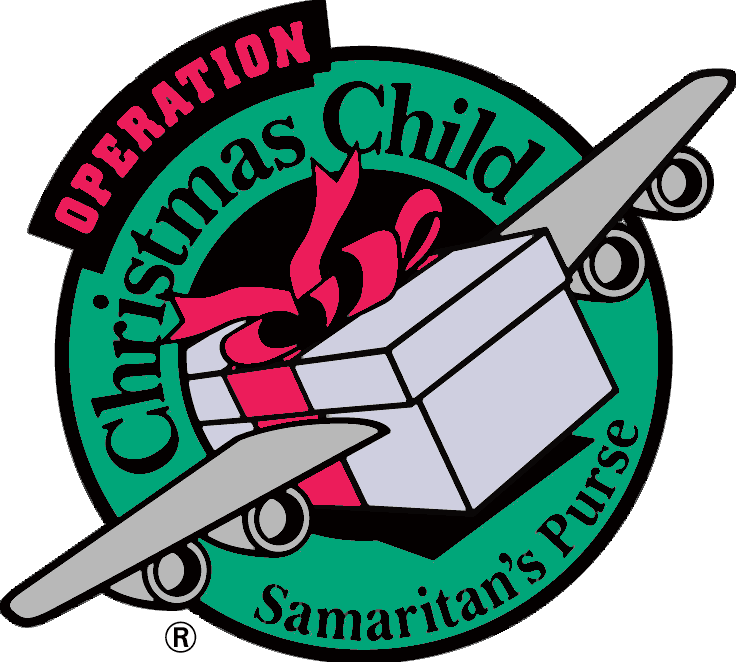 OPERATION
Christmas Child
Samaritan's Purse
®